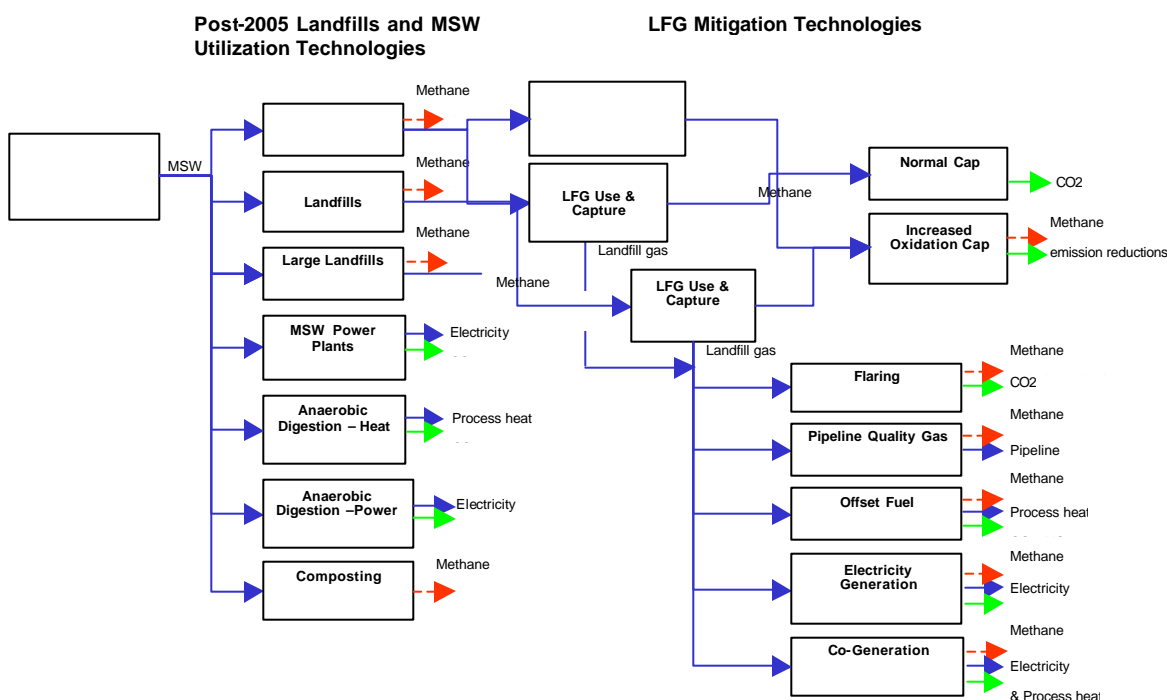 Post-2005 Landfills and MSW
Utilization Technologies
LFG Mitigation Technologies
MSW
Methane
Methane
Landfills
Methane
Large Landfills
Methane
MSW Power
Plants
Electricity
Anaerobic
Digestion – Heat
Process heat
Anaerobic
Digestion –Power
Electricity
Composting
Methane
LFG Use &
Capture
Landfill gas
LFG Use &
Capture
Landfill gas
Methane
Normal Cap
CO2
Increased
Oxidation Cap
Methane
emission reductions
Flaring
Methane
CO2
Pipeline Quality Gas
Methane
Pipeline
Offset Fuel
Methane
Process heat
Electricity
Generation
Methane
Electricity
Co-Generation
Methane
Electricity
& Process heat